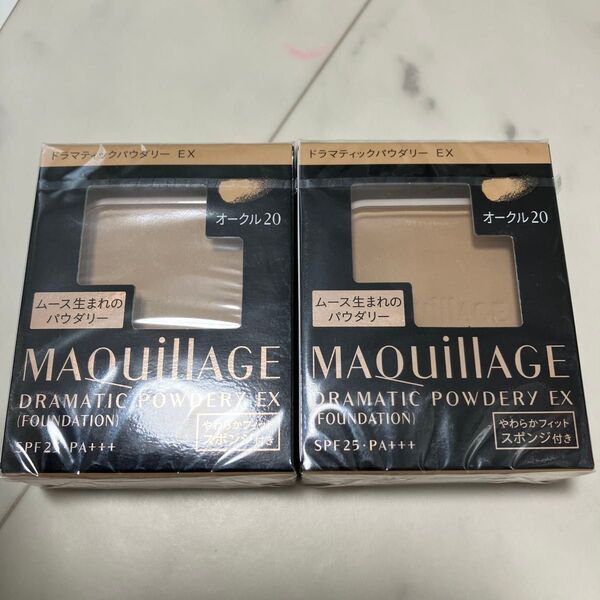 ドラマティックパウダリー EX
オークル20
ムース生まれの
パウダリー
MAQuillAGE
DRAMATIC POWDERY EX
(FOUNDATION)
やわらかフィット
スポンジ付き
SPF25・PA+++
ドラマティックパウダリー EX
オークル20
ムース生まれの
パウダリー
MAQuillAGE
DRAMATIC POWDERY EX
(FOUNDATION)
やわらかフィット
スポンジ付き
SPF25・PA+++